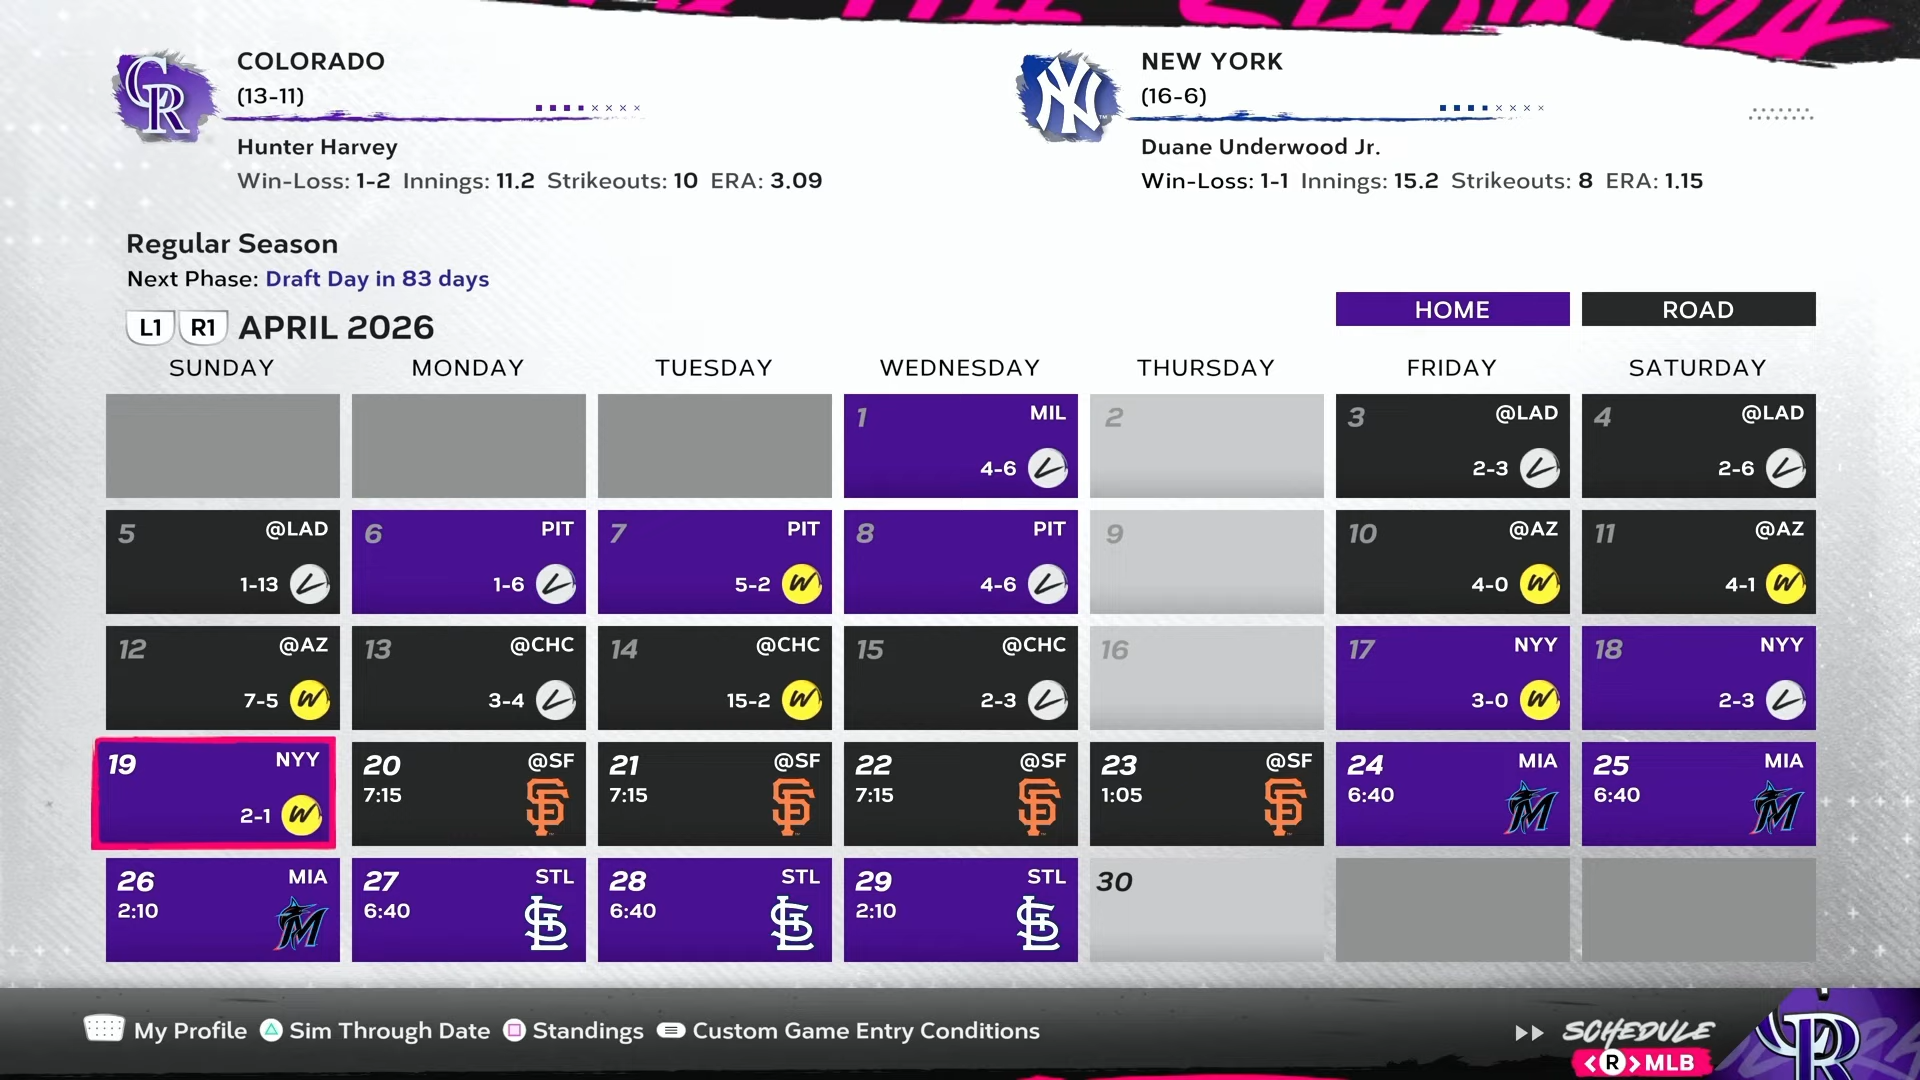 THE SHOW 24
COLORADO
(13-11)
Hunter Harvey
Win-Loss: 1-2 Innings: 11.2 Strikeouts: 10 ERA: 3.09
NEW YORK
(16-6)
Duane Underwood Jr.
Win-Loss: 1-1 Innings: 15.2 Strikeouts: 8 ERA: 1.15
Regular Season
Next Phase: Draft Day in 83 days
L1 R1 APRIL 2026
HOME ROAD
SUNDAY MONDAY TUESDAY WEDNESDAY THURSDAY FRIDAY SATURDAY
1 MIL 2 3 @LAD 4 @LAD
4-6 L 2-3 L 2-6 L
5 @LAD 6 PIT 7 PIT 8 PIT 9 10 @AZ 11 @AZ
1-13 L 1-6 L 5-2 W 4-6 L 4-0 W 4-1 W
12 @AZ 13 @CHC 14 @CHC 15 @CHC 16 17 NYY 18 NYY
7-5 W 3-4 L 15-2 W 2-3 L 3-0 W 2-3 L
19 NYY 20 @SF 21 @SF 22 @SF 23 @SF 24 MIA 25 MIA
7:15 7:15 7:15 1:05 6:40 6:40
2-1 W
26 MIA 27 STL 28 STL 29 STL 30
2:10 6:40 6:40 2:10
My Profile Sim Through Date Standings Custom Game Entry Conditions
SCHEDULE
<R> MLB